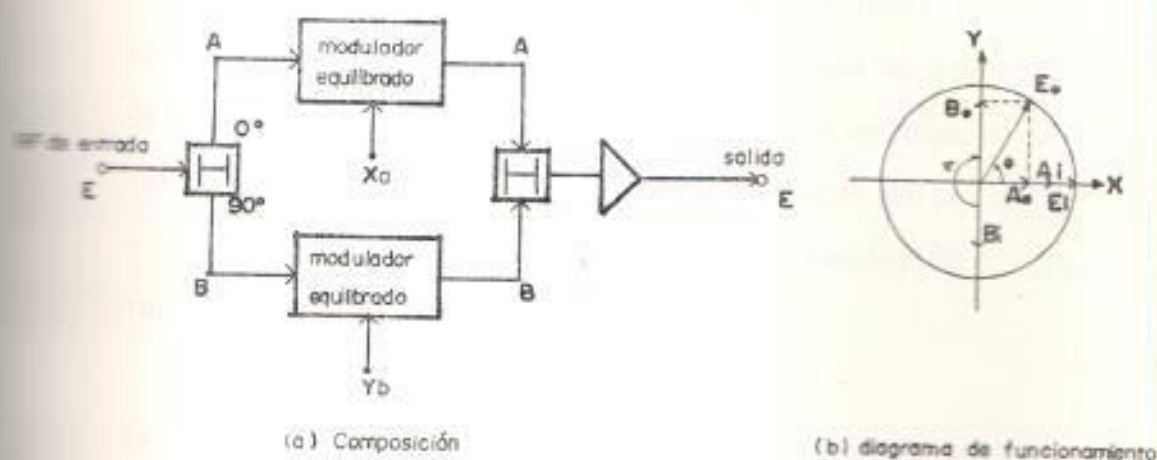 A
modulador
equilibrado
A
0°
de entrada
E
90°
Xa
salida
E
B
modulador
equilibrado
B
Yb
(a) Composición
Y
E₀
B₀
θ
A₀
Ai
X
Ei
Bi
(b) diagrama de funcionamiento